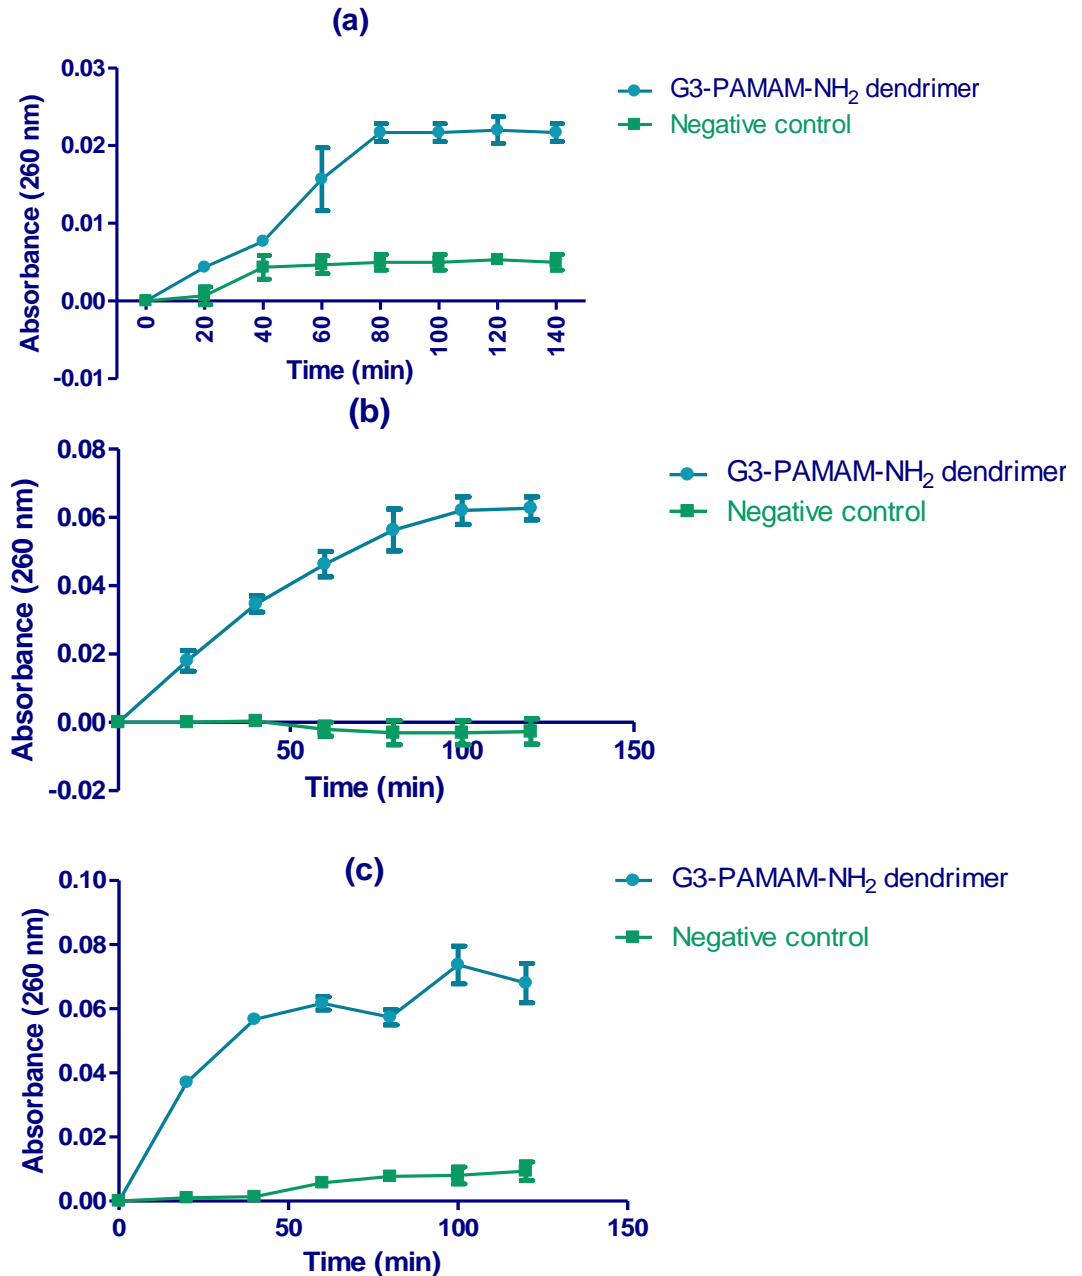 (a)
0.03
0.02
0.01
0.00
-0.01
Absorbance (260 nm)
0 20 40 60 80 100 120 140
Time (min)
G3-PAMAM-NH₂ dendrimer
Negative control
(b)
0.08
0.06
0.04
0.02
0.00
-0.02
Absorbance (260 nm)
50 100 150
Time (min)
G3-PAMAM-NH₂ dendrimer
Negative control
(c)
0.10
0.08
0.06
0.04
0.02
0.00
Absorbance (260 nm)
0 50 100 150
Time (min)
G3-PAMAM-NH₂ dendrimer
Negative control